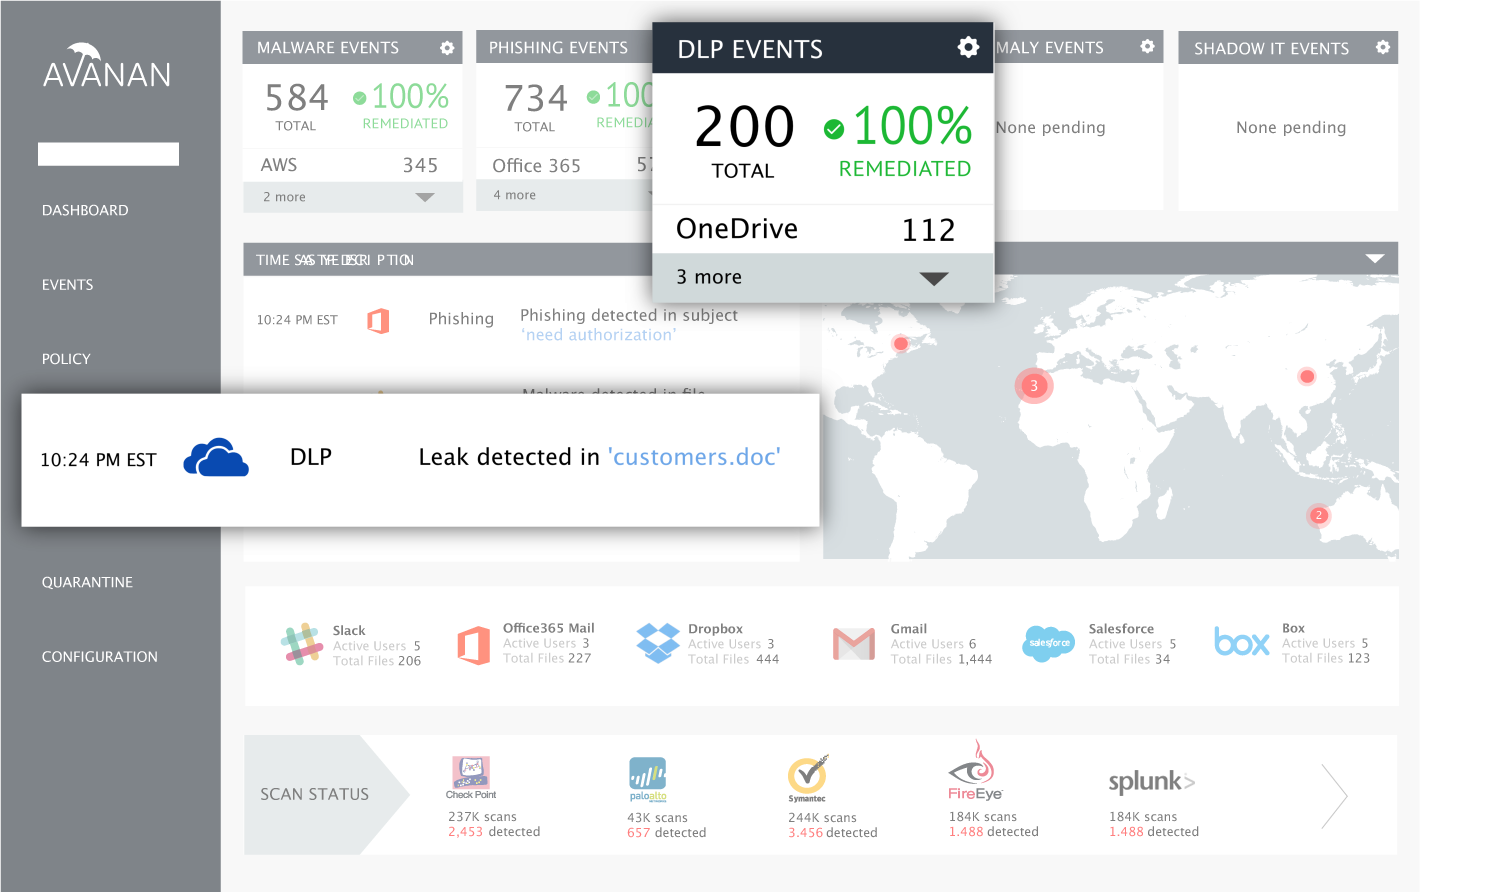 AVANAN
DASHBOARD
EVENTS
POLICY
QUARANTINE
CONFIGURATION
MALWARE EVENTS
584
100%
TOTAL
REMEDIATED
AWS 345
2 more
PHISHING EVENTS
734
100
TOTAL
REMEDIA
Office 365 57
4 more
DLP EVENTS
200
100%
TOTAL
REMEDIATED
OneDrive 112
3 more
MALY EVENTS
None pending
SHADOW IT EVENTS
None pending
TIME
10:24 PM EST Phishing Phishing detected in subject
‘need authorization’
Malware detected in file
10:24 PM EST DLP Leak detected in 'customers.doc'
3
2
Slack
Active Users 5
Total Files 206
Office365 Mail
Active Users 3
Total Files 227
Dropbox
Active Users 3
Total Files 444
Gmail
Active Users 6
Total Files 1,444
salesforce
Salesforce
Active Users 5
Total Files 34
box
Box
Active Users 5
Total Files 123
SCAN STATUS
Check Point
237K scans
2,453 detected
paloalto
43K scans
657 detected
Symantec
244K scans
3.456 detected
FireEye
184K scans
1.488 detected
splunk>
184K scans
1.488 detected